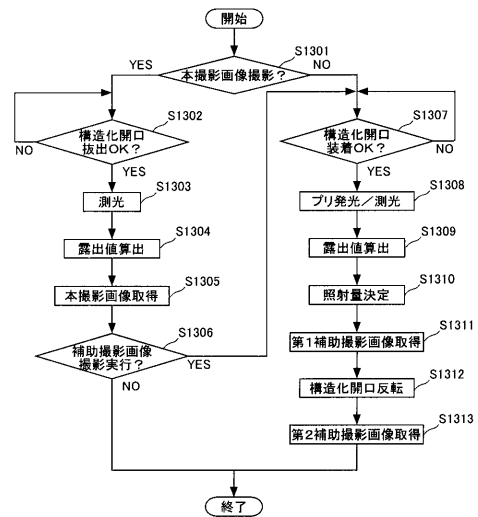 開始
S1301
本撮影画像撮影?
YES
NO
S1302
構造化開口
抜出OK?
NO
YES
S1303
測光
S1304
露出値算出
S1305
本撮影画像取得
S1306
補助撮影画像
撮影実行?
YES
NO
S1307
構造化開口
装着OK?
NO
YES
S1308
プリ発光/測光
S1309
露出値算出
S1310
照射量決定
S1311
第1補助撮影画像取得
S1312
構造化開口反転
S1313
第2補助撮影画像取得
終了